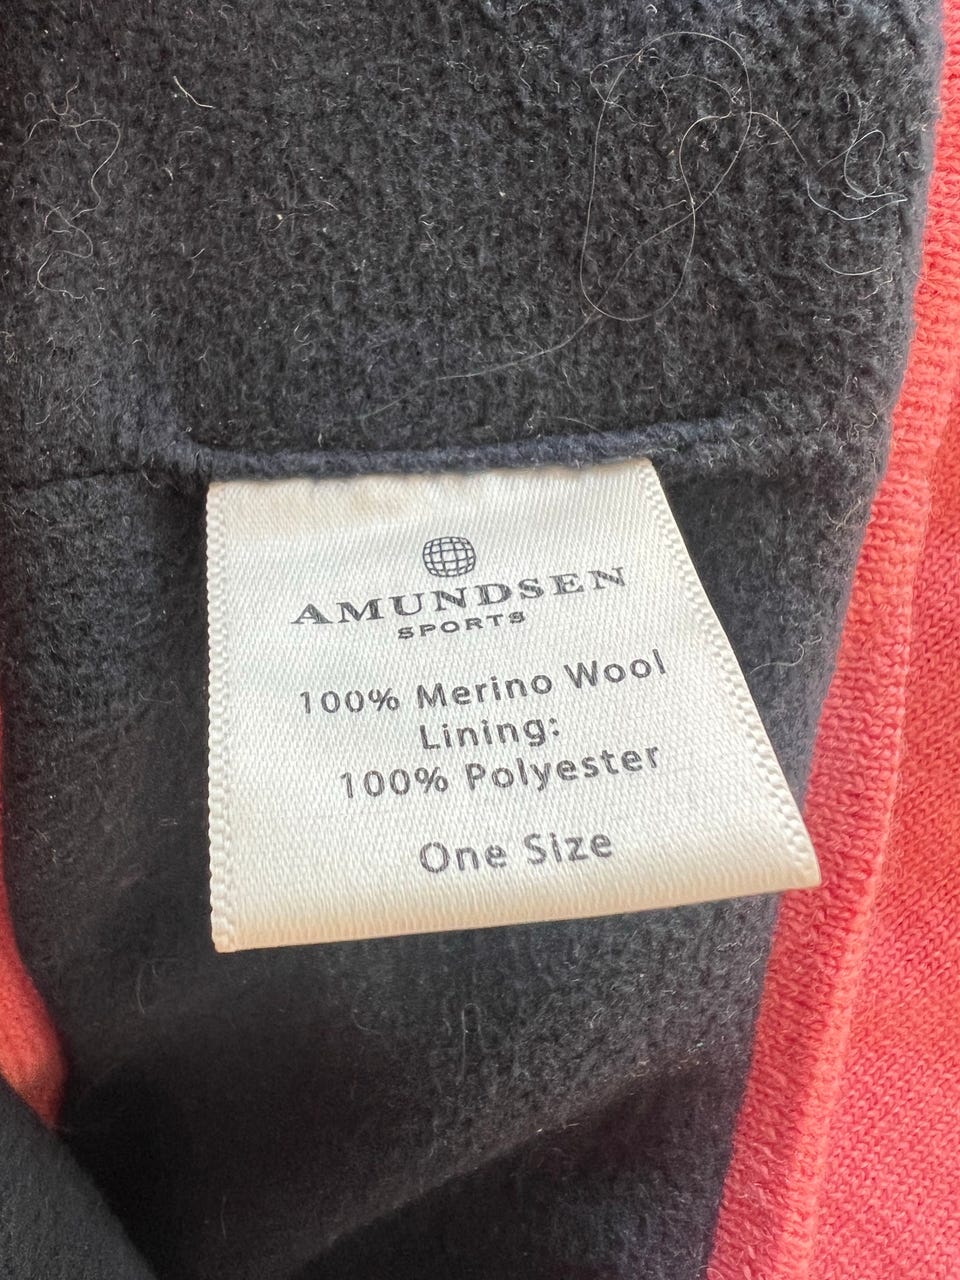 AMUNDSEN
SPORTS
100% Merino Wool
Lining:
100% Polyester
One Size